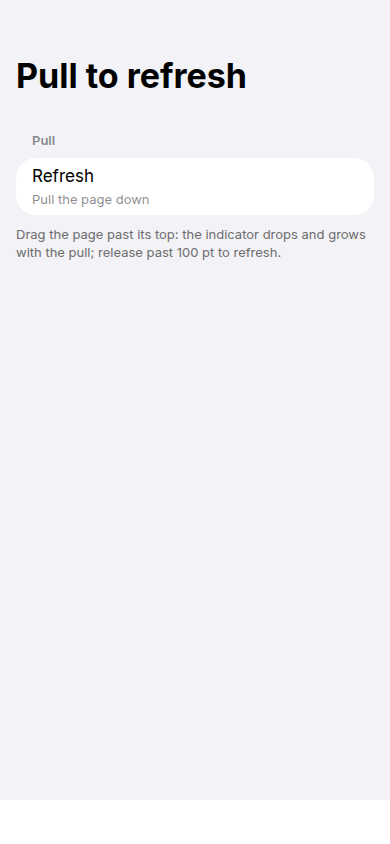 Pull to refresh
Pull
Refresh
Pull the page down
Drag the page past its top: the indicator drops and grows
with the pull; release past 100 pt to refresh.